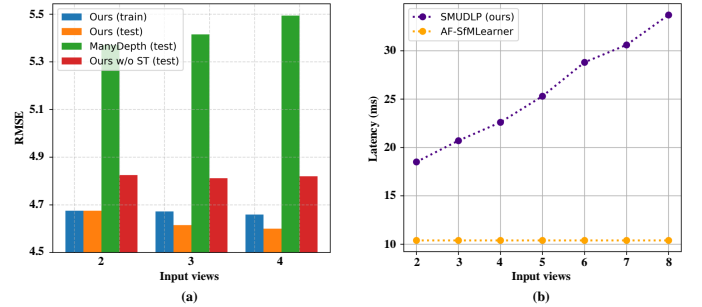 Ours (train)
Ours (test)
ManyDepth (test)
Ours w/o ST (test)
RMSE
5.5
5.3
5.1
4.9
4.7
4.5
2
3
4
Input views
(a)
SMUDLP (ours)
AF-SfMLearner
Latency (ms)
30
25
20
15
10
2
3
4
5
6
7
8
Input views
(b)